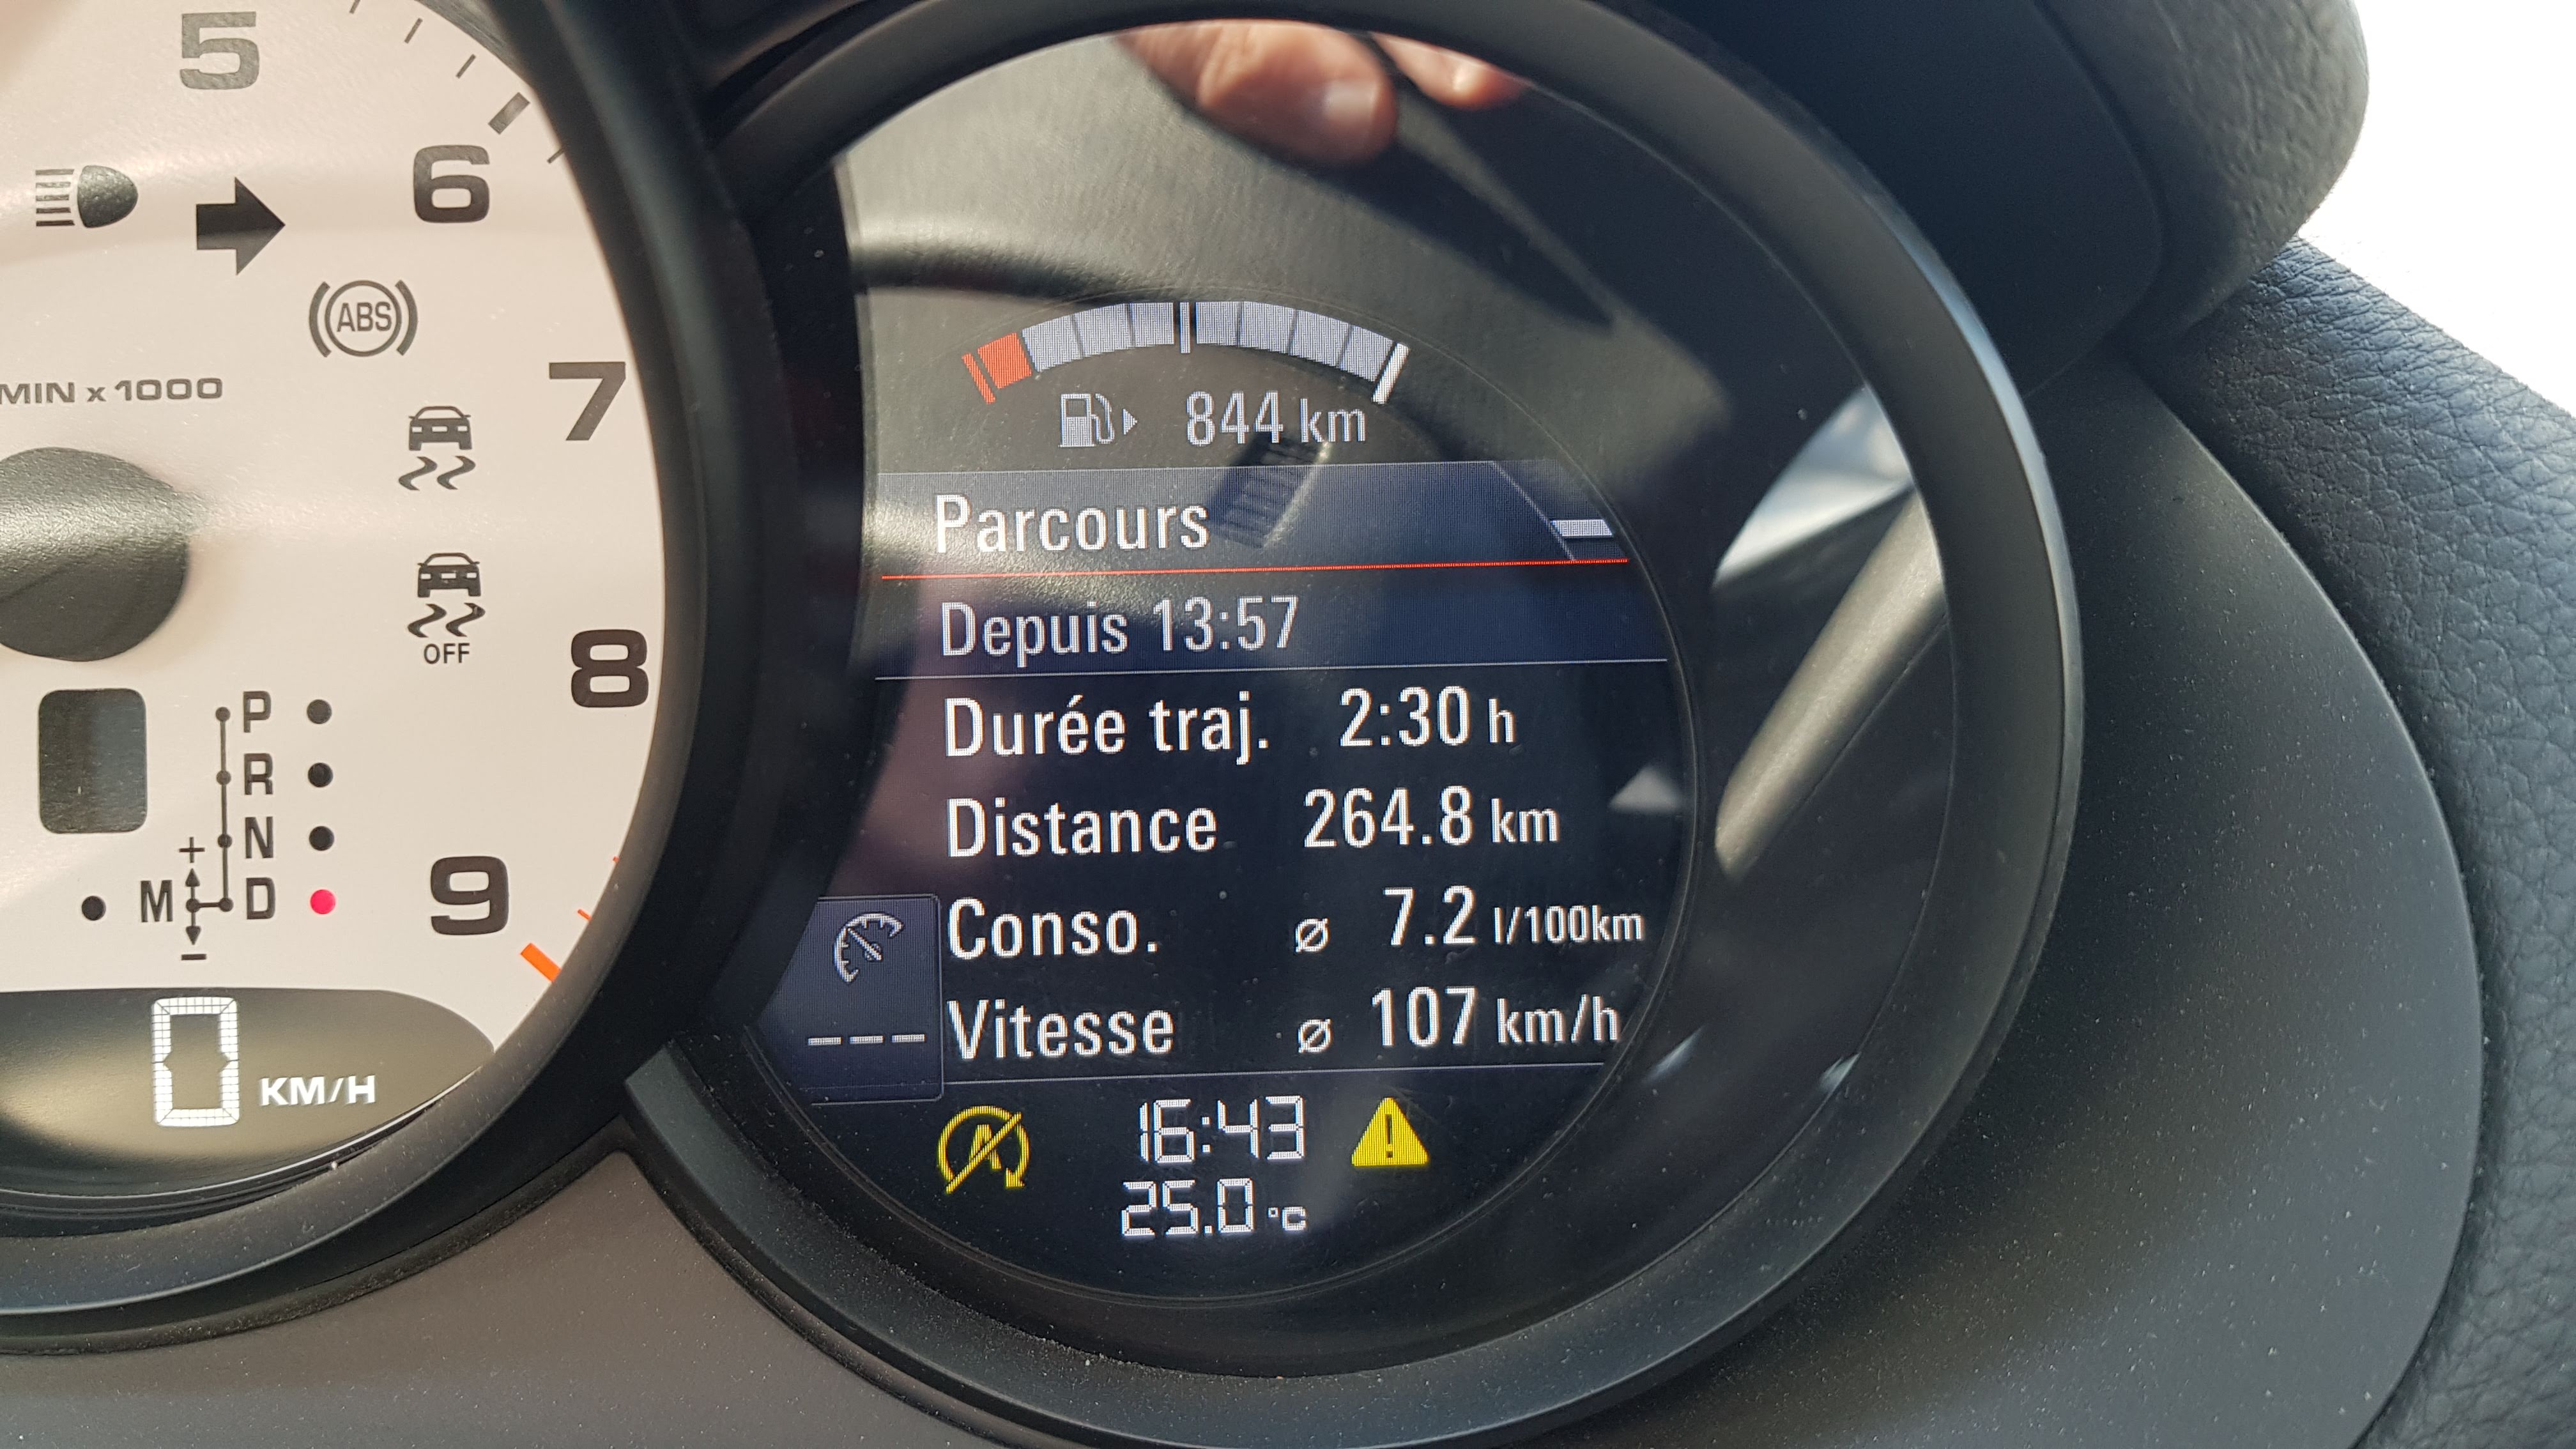 5
6
ABS
MIN x 1000
7
OFF
8
P
R
+ N
M D
−
9
0 KM/H
844 km
Parcours
Depuis 13:57
Durée traj. 2:30 h
Distance 264.8 km
Conso. ø 7.2 l/100km
Vitesse ø 107 km/h
---
A 16:43 !
25.0 °C